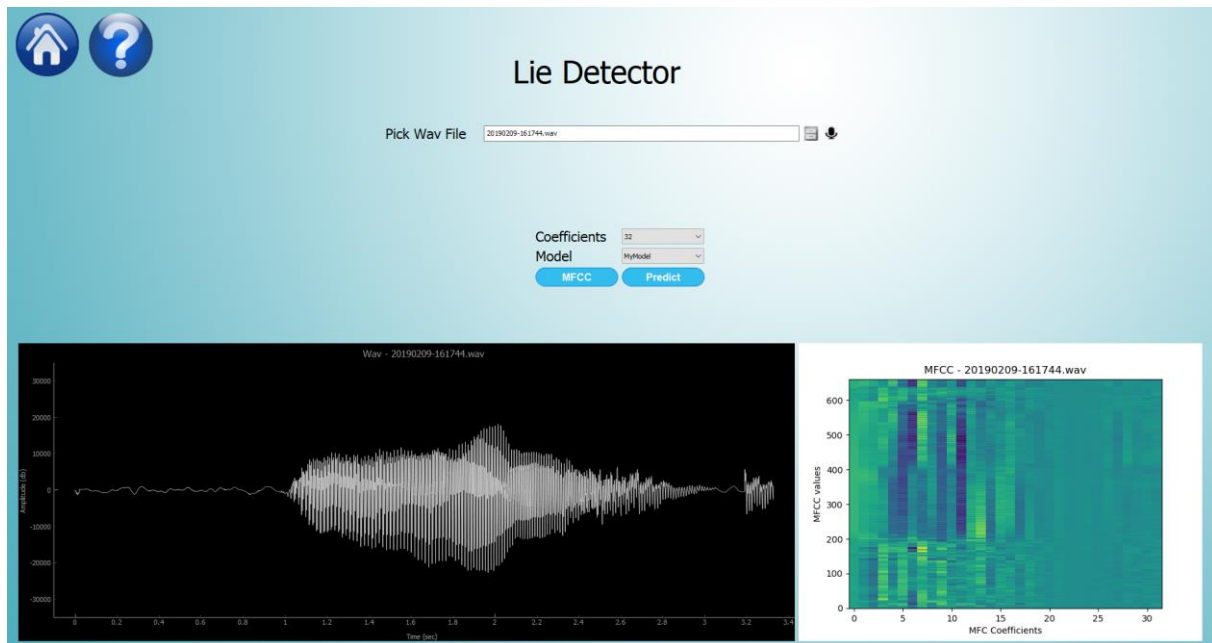 ?
Lie Detector
Pick Wav File 20190209-161744.wav
Coefficients 32
Model MyModel
MFCC Predict
Wav - 20190209-161744.wav
30000
20000
10000
0
-10000
-20000
-30000
Amplitude (db)
0 0.2 0.4 0.6 0.8 1 1.2 1.4 1.6 1.8 2 2.2 2.4 2.6 2.8 3 3.2 3.4
Time (sec)
MFCC - 20190209-161744.wav
600
500
400
300
200
100
0
MFCC values
0 5 10 15 20 25 30
MFC Coefficients